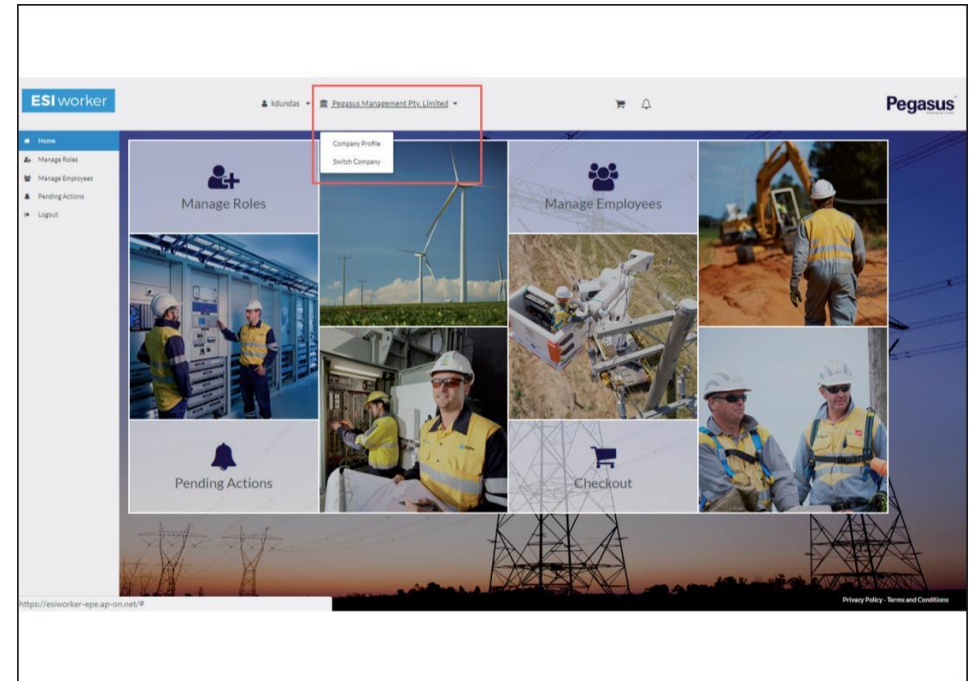 ESI worker
kdundas
Pegasus Management Pty. Limited
Pegasus
Home
Manage Roles
Manage Employees
Pending Actions
Logout
Company Profile
Switch Company
Manage Roles
Manage Employees
Pending Actions
Checkout
https://esiworker-epe.ap-on.net/#
Privacy Policy - Terms and Conditions